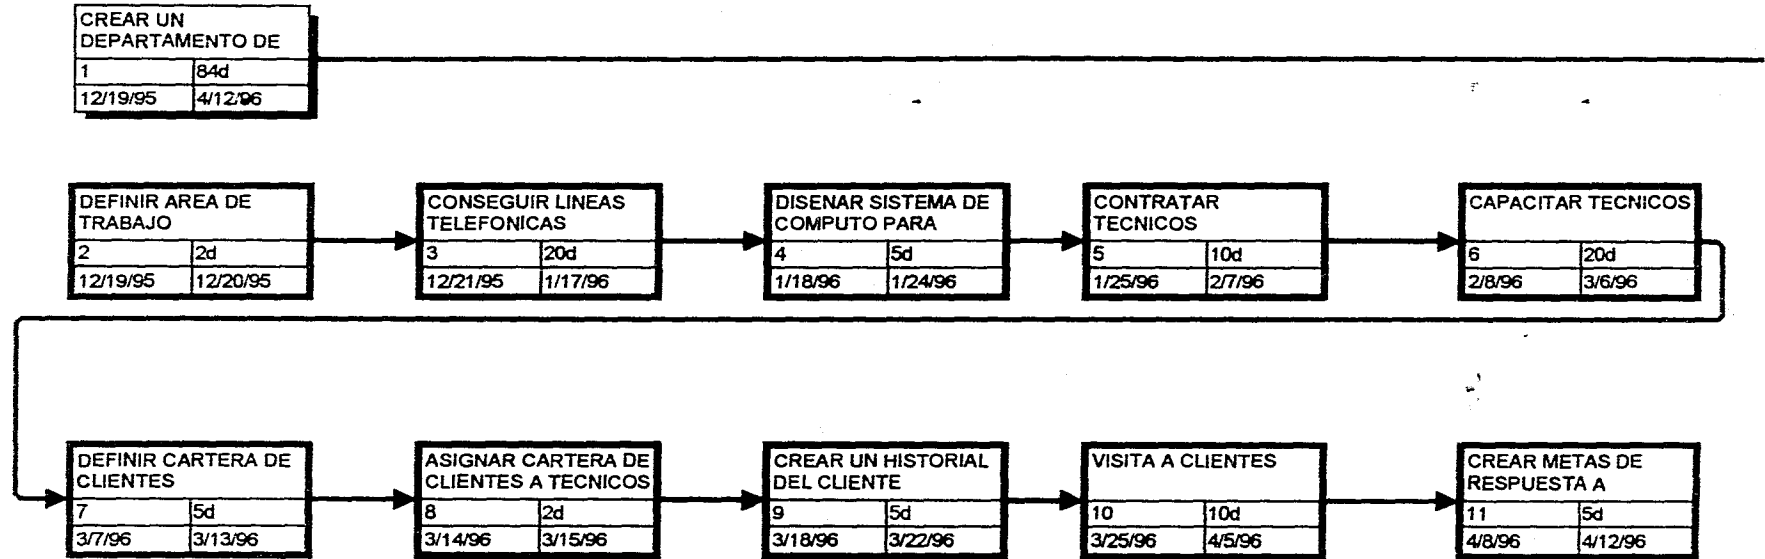 CREAR UN
DEPARTAMENTO DE
1 84d
12/19/95 4/12/96
DEFINIR AREA DE
TRABAJO
2 2d
12/19/95 12/20/95
CONSEGUIR LINEAS
TELEFONICAS
3 20d
12/21/95 1/17/96
DISENAR SISTEMA DE
COMPUTO PARA
4 5d
1/18/96 1/24/96
CONTRATAR
TECNICOS
5 10d
1/25/96 2/7/96
CAPACITAR TECNICOS
6 20d
2/8/96 3/6/96
DEFINIR CARTERA DE
CLIENTES
7 5d
3/7/96 3/13/96
ASIGNAR CARTERA DE
CLIENTES A TECNICOS
8 2d
3/14/96 3/15/96
CREAR UN HISTORIAL
DEL CLIENTE
9 5d
3/18/96 3/22/96
VISITA A CLIENTES
10 10d
3/25/96 4/5/96
CREAR METAS DE
RESPUESTA A
11 5d
4/8/96 4/12/96